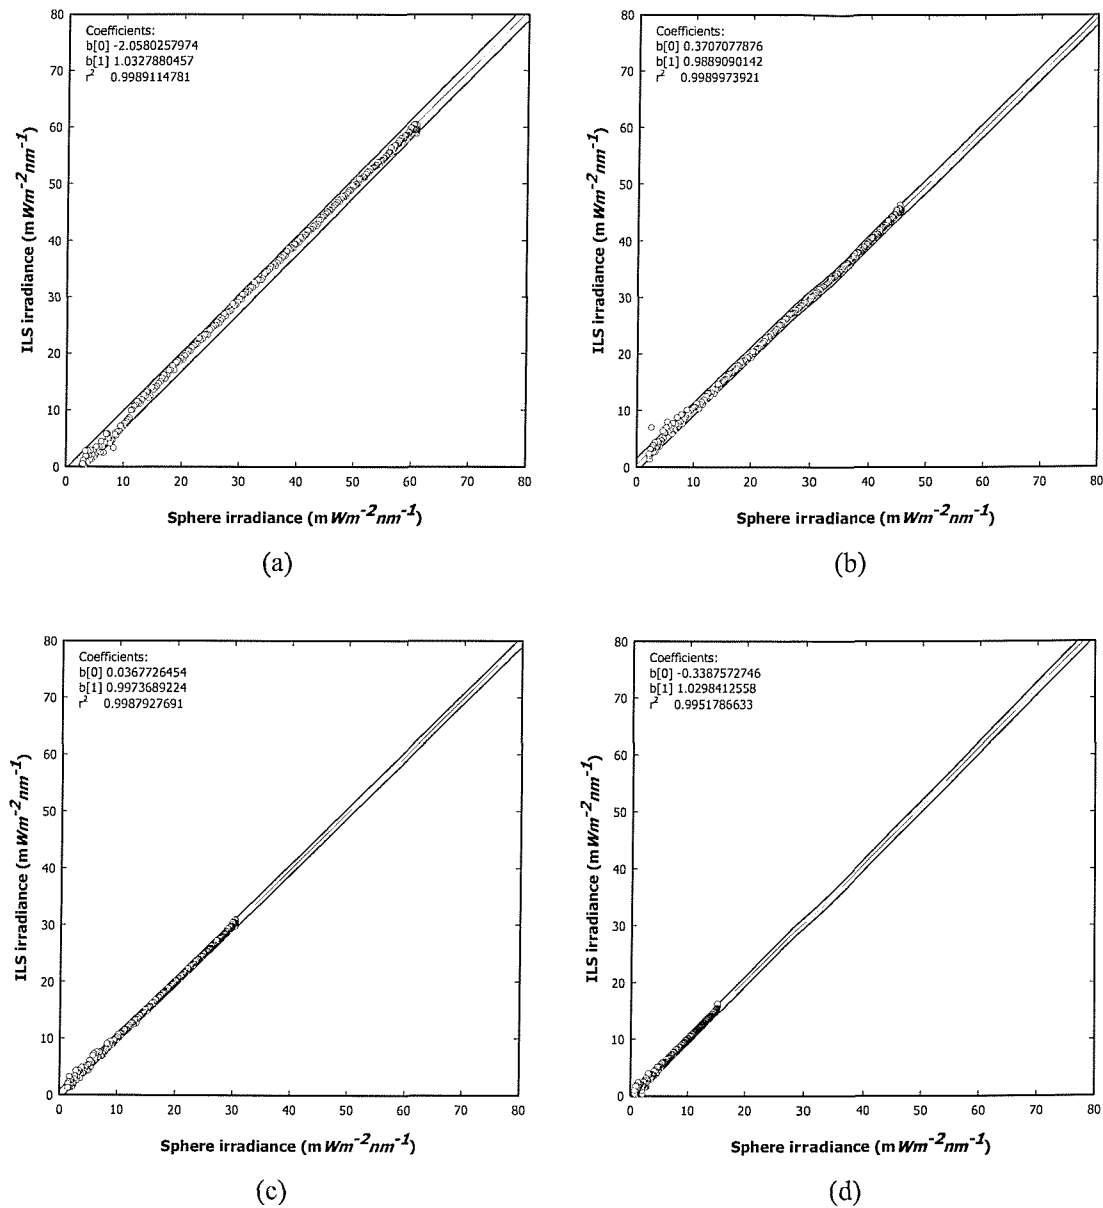 Coefficients:
b[0] -2.0580257974
b[1] 1.0327880457
r² 0.9989114781
80
70
60
50
40
30
20
10
0
ILS irradiance (mWm⁻²nm⁻¹)
0 10 20 30 40 50 60 70 80
Sphere irradiance (mWm⁻²nm⁻¹)
(a)
Coefficients:
b[0] 0.3707077876
b[1] 0.9889090142
r² 0.9989973921
80
70
60
50
40
30
20
10
0
ILS irradiance (mWm⁻²nm⁻¹)
0 10 20 30 40 50 60 70 80
Sphere irradiance (mWm⁻²nm⁻¹)
(b)
Coefficients:
b[0] 0.0367726454
b[1] 0.9973689224
r² 0.9987927691
80
70
60
50
40
30
20
10
0
ILS irradiance (mWm⁻²nm⁻¹)
0 10 20 30 40 50 60 70 80
Sphere irradiance (mWm⁻²nm⁻¹)
(c)
Coefficients:
b[0] -0.3387572746
b[1] 1.0298412558
r² 0.9951786633
80
70
60
50
40
30
20
10
0
ILS irradiance (mWm⁻²nm⁻¹)
0 10 20 30 40 50 60 70 80
Sphere irradiance (mWm⁻²nm⁻¹)
(d)